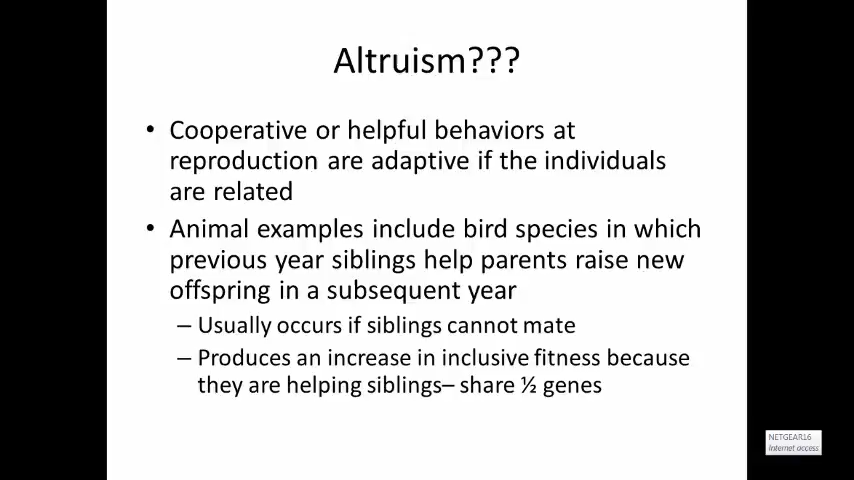 Altruism???
• Cooperative or helpful behaviors at
reproduction are adaptive if the individuals
are related
• Animal examples include bird species in which
previous year siblings help parents raise new
offspring in a subsequent year
– Usually occurs if siblings cannot mate
– Produces an increase in inclusive fitness because
they are helping siblings– share ½ genes
NETGEAR16
Internet access